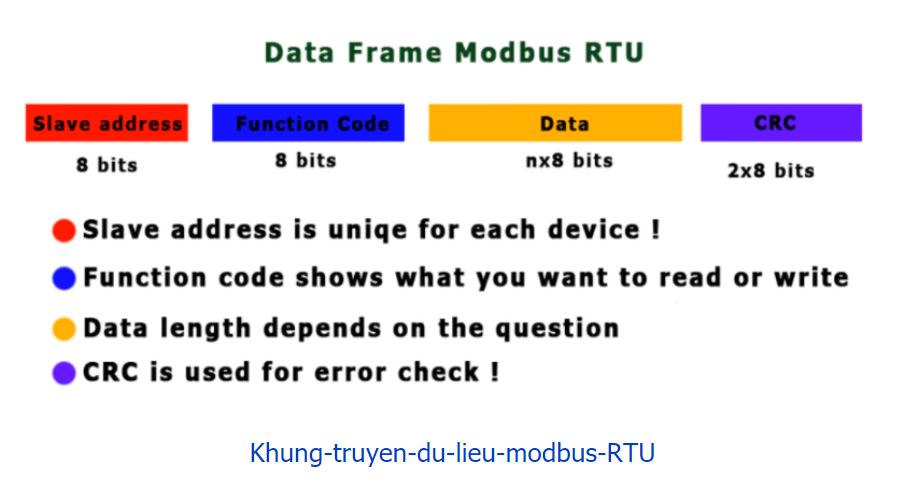 Data Frame Modbus RTU
Slave address Function Code Data CRC
8 bits 8 bits nx8 bits 2x8 bits
Slave address is uniqe for each device !
Function code shows what you want to read or write
Data length depends on the question
CRC is used for error check !
Khung-truyen-du-lieu-modbus-RTU